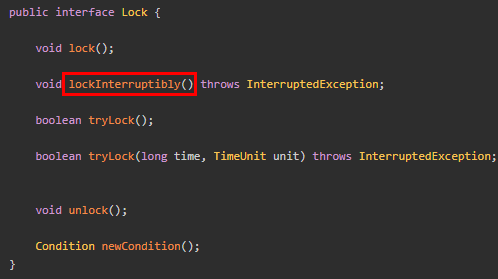 public interface Lock {
void lock();
void lockInterruptibly() throws InterruptedException;
boolean tryLock();
boolean tryLock(long time, TimeUnit unit) throws InterruptedException;
void unlock();
Condition newCondition();
}